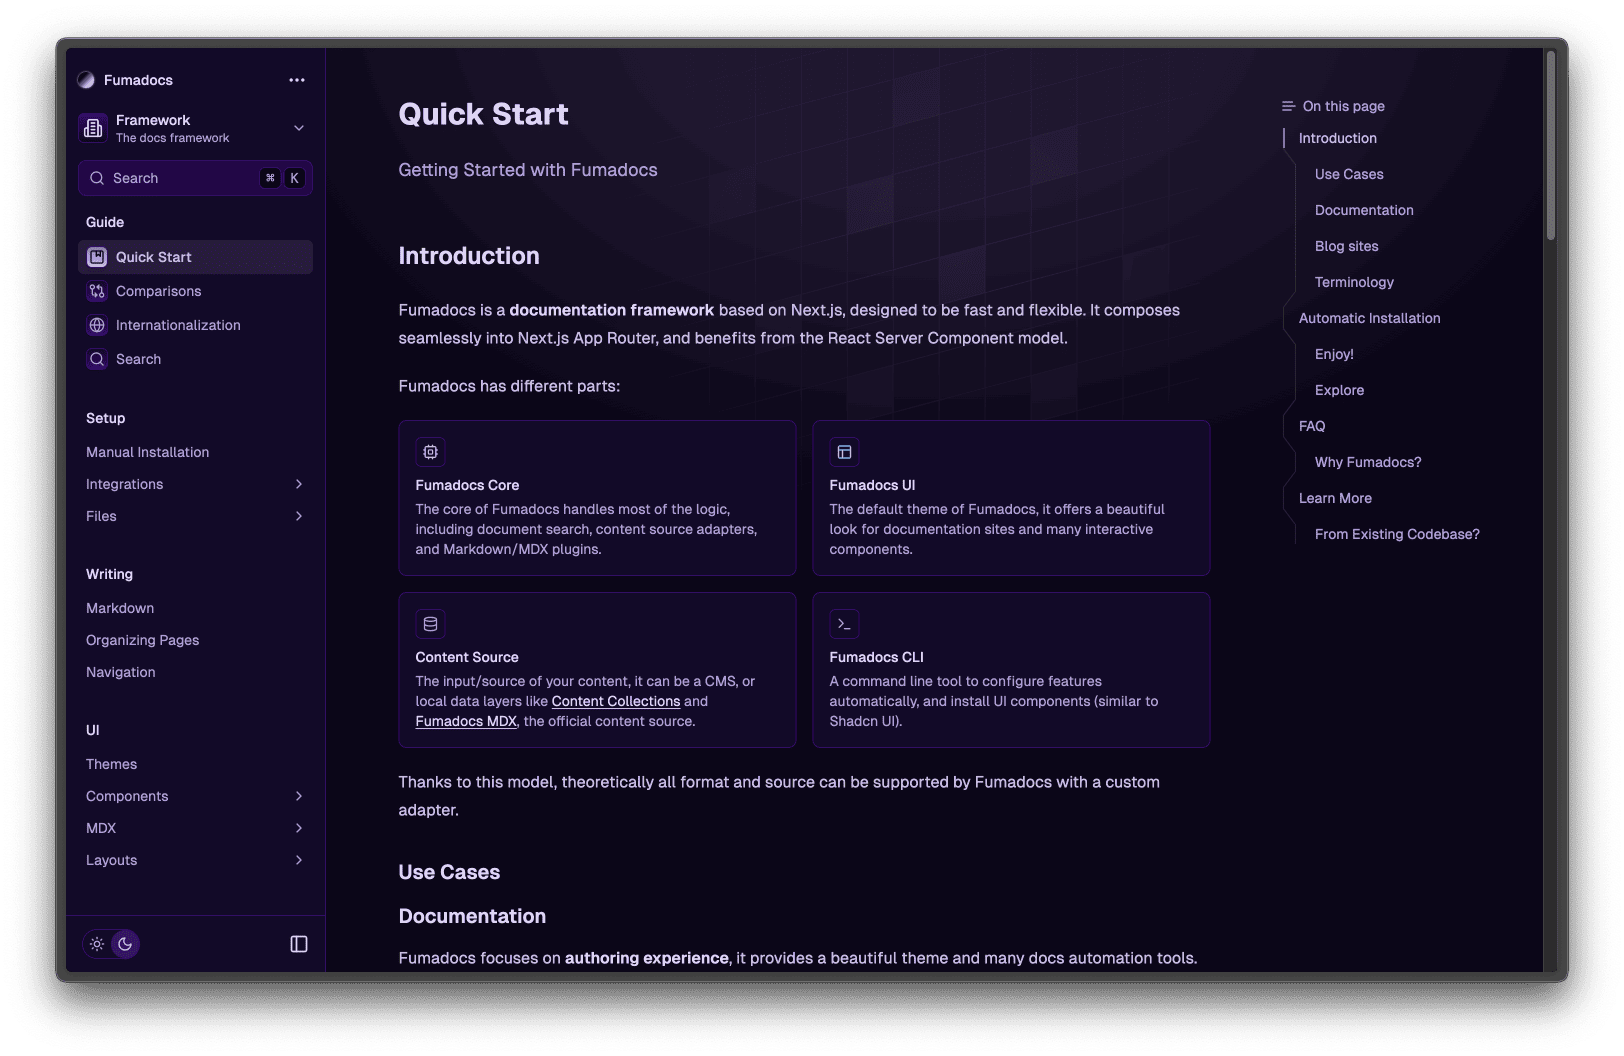 Fumadocs
Framework
The docs framework
Search ⌘ K
Guide
Quick Start
Comparisons
Internationalization
Search
Setup
Manual Installation
Integrations
Files
Writing
Markdown
Organizing Pages
Navigation
UI
Themes
Components
MDX
Layouts
Quick Start
Getting Started with Fumadocs
Introduction
Fumadocs is a documentation framework based on Next.js, designed to be fast and flexible. It composes
seamlessly into Next.js App Router, and benefits from the React Server Component model.
Fumadocs has different parts:
Fumadocs Core
The core of Fumadocs handles most of the logic,
including document search, content source adapters,
and Markdown/MDX plugins.
Fumadocs UI
The default theme of Fumadocs, it offers a beautiful
look for documentation sites and many interactive
components.
Content Source
The input/source of your content, it can be a CMS, or
local data layers like Content Collections and
Fumadocs MDX, the official content source.
Fumadocs CLI
A command line tool to configure features
automatically, and install UI components (similar to
Shadcn UI).
Thanks to this model, theoretically all format and source can be supported by Fumadocs with a custom
adapter.
Use Cases
Documentation
Fumadocs focuses on authoring experience, it provides a beautiful theme and many docs automation tools.
On this page
Introduction
Use Cases
Documentation
Blog sites
Terminology
Automatic Installation
Enjoy!
Explore
FAQ
Why Fumadocs?
Learn More
From Existing Codebase?